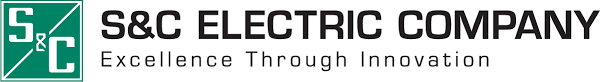 S&C
S&C ELECTRIC COMPANY
Excellence Through Innovation